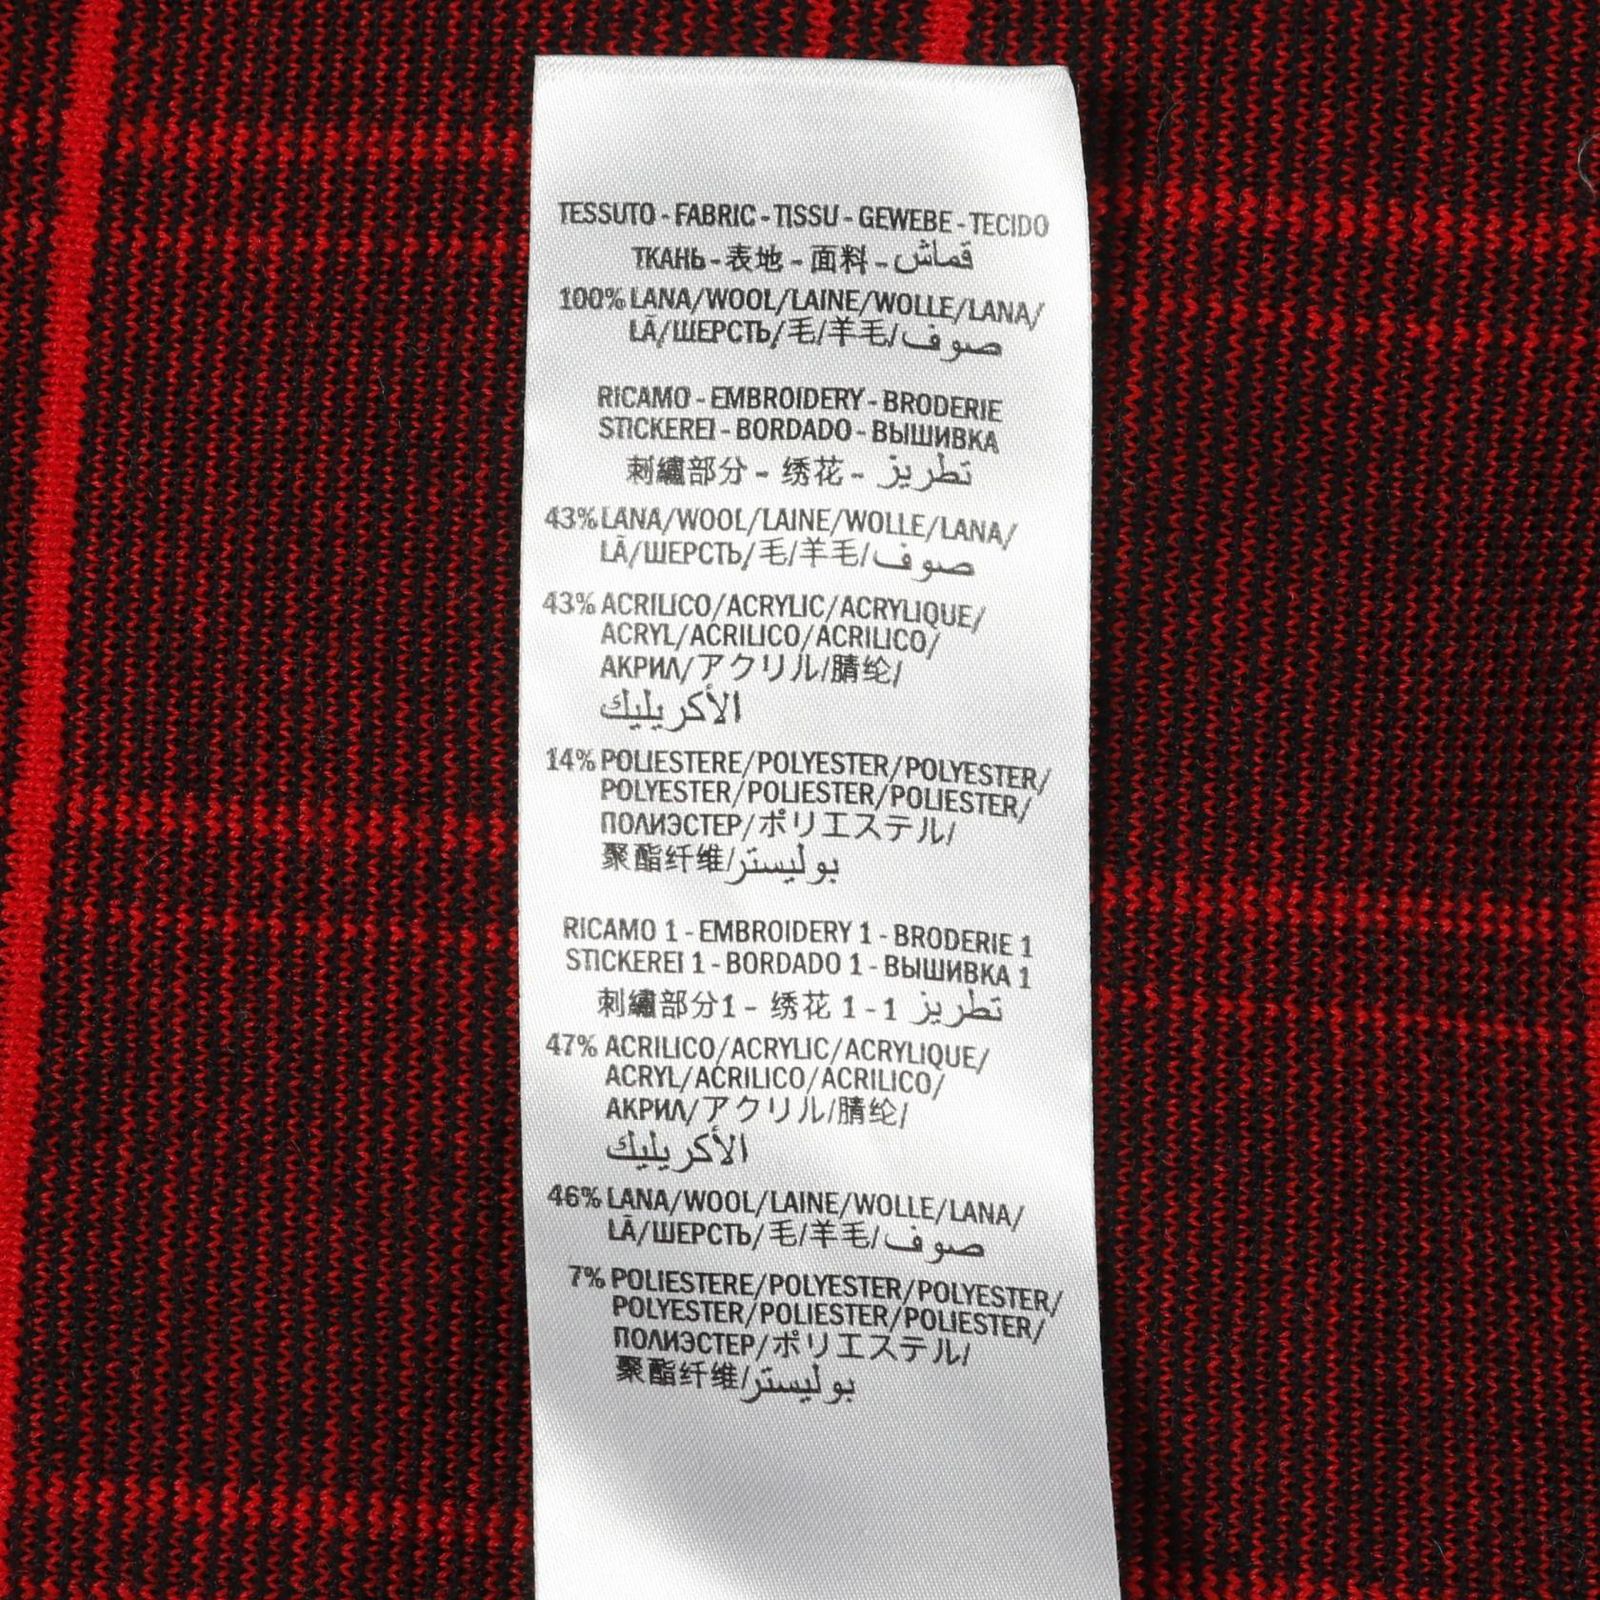 TESSUTO - FABRIC - TISSU - GEWEBE - TECIDO
ТКАНЬ - 表地 - 面料 - قماش
100% LANA/WOOL/LAINE/WOLLE/LANA/
LÃ/ШЕРСТЬ/毛/羊毛/صوف
RICAMO - EMBROIDERY - BRODERIE
STICKEREI - BORDADO - ВЫШИВКА
刺繡部分 - 绣花 - تطريز
43% LANA/WOOL/LAINE/WOLLE/LANA/
LÃ/ШЕРСТЬ/毛/羊毛/صوف
43% ACRILICO/ACRYLIC/ACRYLIQUE/
ACRYL/ACRILICO/ACRILICO/
АКРИЛ/アクリル/腈纶/
الأكريليك
14% POLIESTERE/POLYESTER/POLYESTER/
POLYESTER/POLIESTER/POLIESTER/
ПОЛИЭСТЕР/ポリエステル/
聚酯纤维/بوليستر
RICAMO 1 - EMBROIDERY 1 - BRODERIE 1
STICKEREI 1 - BORDADO 1 - ВЫШИВКА 1
刺繡部分1 - 绣花 1 - 1 تطريز
47% ACRILICO/ACRYLIC/ACRYLIQUE/
ACRYL/ACRILICO/ACRILICO/
АКРИЛ/アクリル/腈纶/
الأكريليك
46% LANA/WOOL/LAINE/WOLLE/LANA/
LÃ/ШЕРСТЬ/毛/羊毛/صوف
7% POLIESTERE/POLYESTER/POLYESTER/
POLYESTER/POLIESTER/POLIESTER/
ПОЛИЭСТЕР/ポリエステル/
聚酯纤维/بوليستر